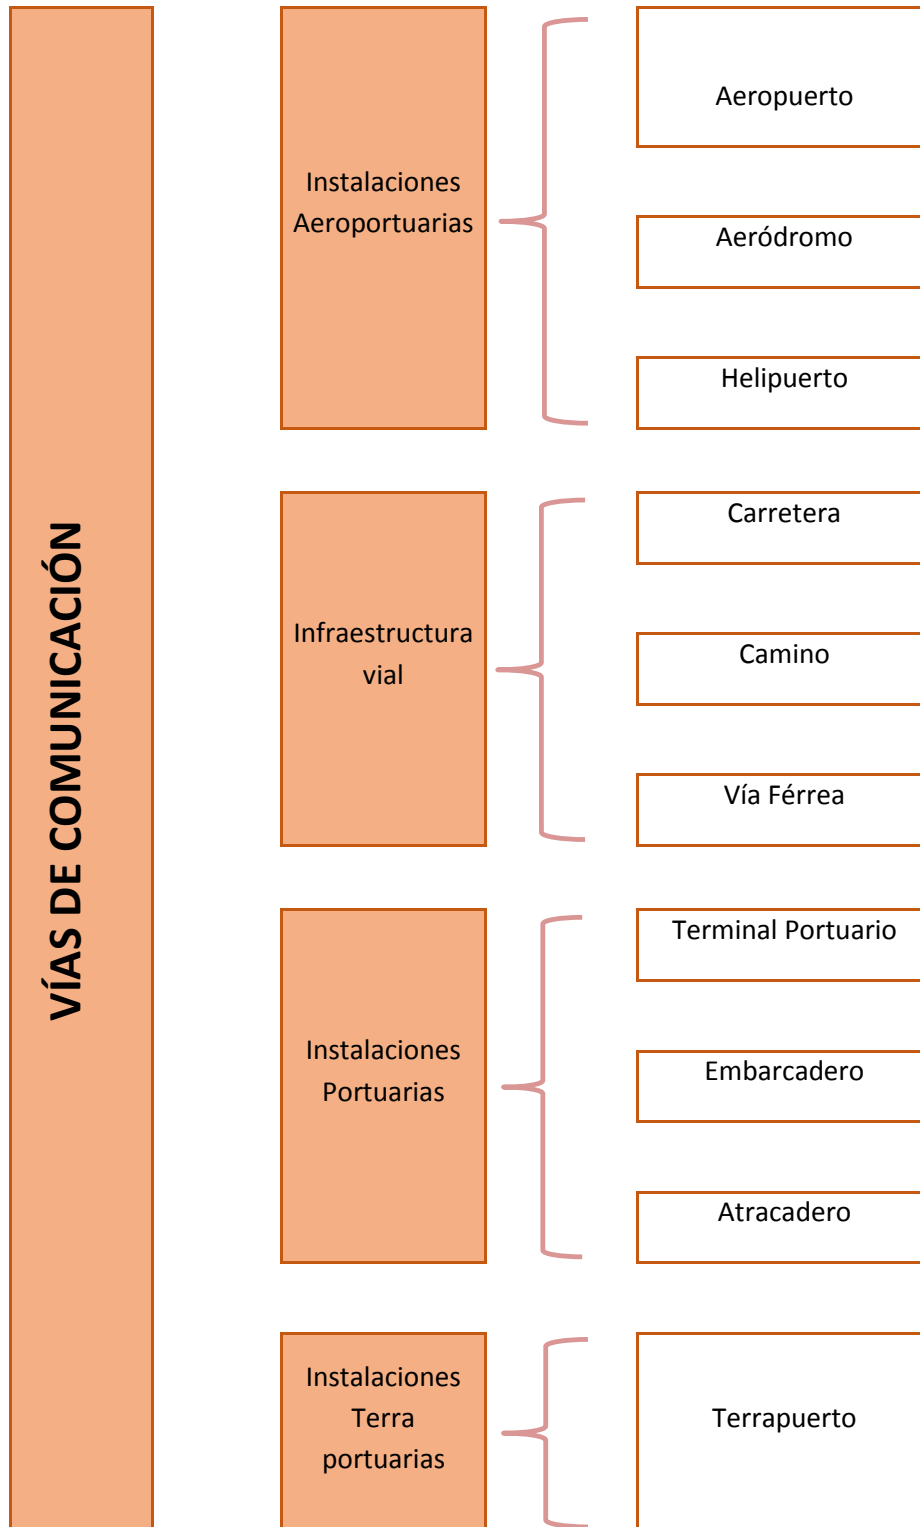 VÍAS DE COMUNICACIÓN
Instalaciones
Aeroportuarias
Aeropuerto
Aeródromo
Helipuerto
Infraestructura
vial
Carretera
Camino
Vía Férrea
Instalaciones
Portuarias
Terminal Portuario
Embarcadero
Atracadero
Instalaciones
Terra
portuarias
Terrapuerto